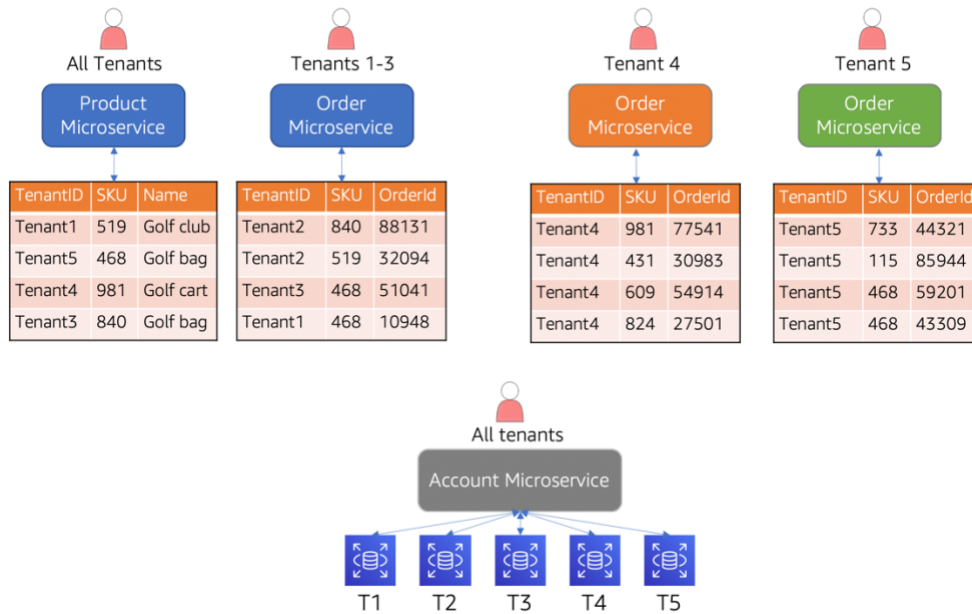 All Tenants
Tenants 1-3
Tenant 4
Tenant 5
Product
Microservice
Order
Microservice
Order
Microservice
Order
Microservice
TenantID SKU Name
Tenant1 519 Golf club
Tenant5 468 Golf bag
Tenant4 981 Golf cart
Tenant3 840 Golf bag
TenantID SKU OrderId
Tenant2 840 88131
Tenant2 519 32094
Tenant3 468 51041
Tenant1 468 10948
TenantID SKU OrderId
Tenant4 981 77541
Tenant4 431 30983
Tenant4 609 54914
Tenant4 824 27501
TenantID SKU OrderId
Tenant5 733 44321
Tenant5 115 85944
Tenant5 468 59201
Tenant5 468 43309
All tenants
Account Microservice
T1 T2 T3 T4 T5